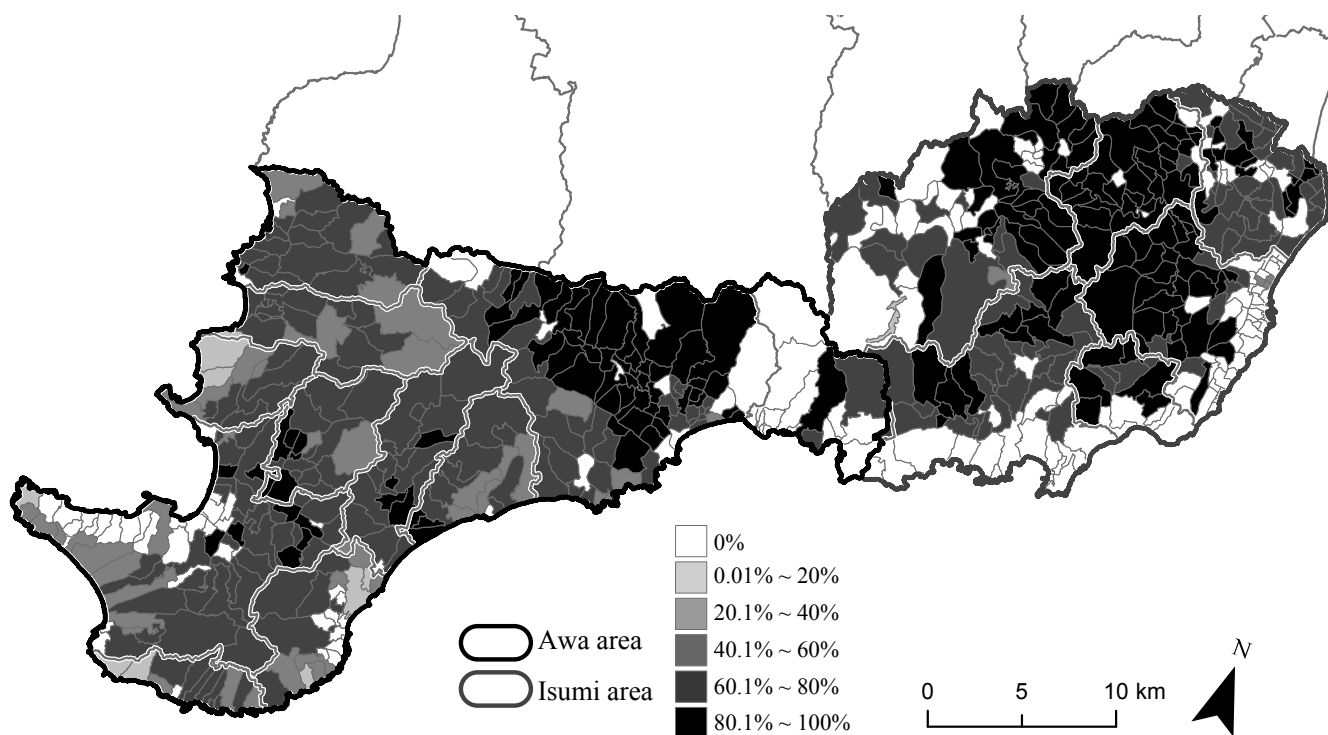 0%
0.01% ~ 20%
20.1% ~ 40%
40.1% ~ 60%
60.1% ~ 80%
80.1% ~ 100%
Awa area
Isumi area
0 5 10 km
N